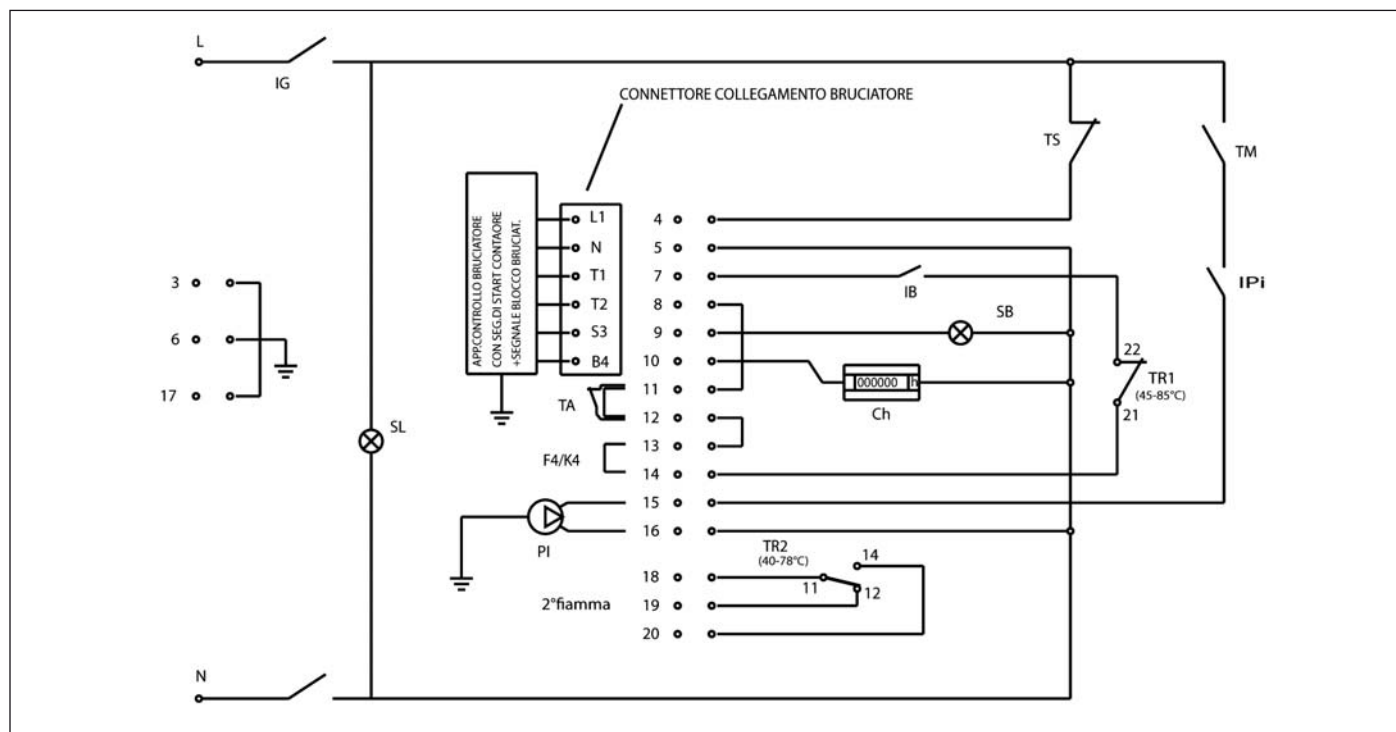 L
IG
CONNETTORE COLLEGAMENTO BRUCIATORE
TS
TM
APP.CONTROLLO BRUCIATORE
CON SEG.DI START CONTAORE
+SEGNALE BLOCCO BRUCIAT.
L1
N
T1
T2
S3
B4
4
5
7
8
9
10
11
12
13
14
15
16
18
19
20
IB
SB
IPi
3
6
17
SL
22
TR1
(45-85°C)
21
000000 h
Ch
TA
F4/K4
PI
TR2
(40-78°C)
14
11
12
2°fiamma
N